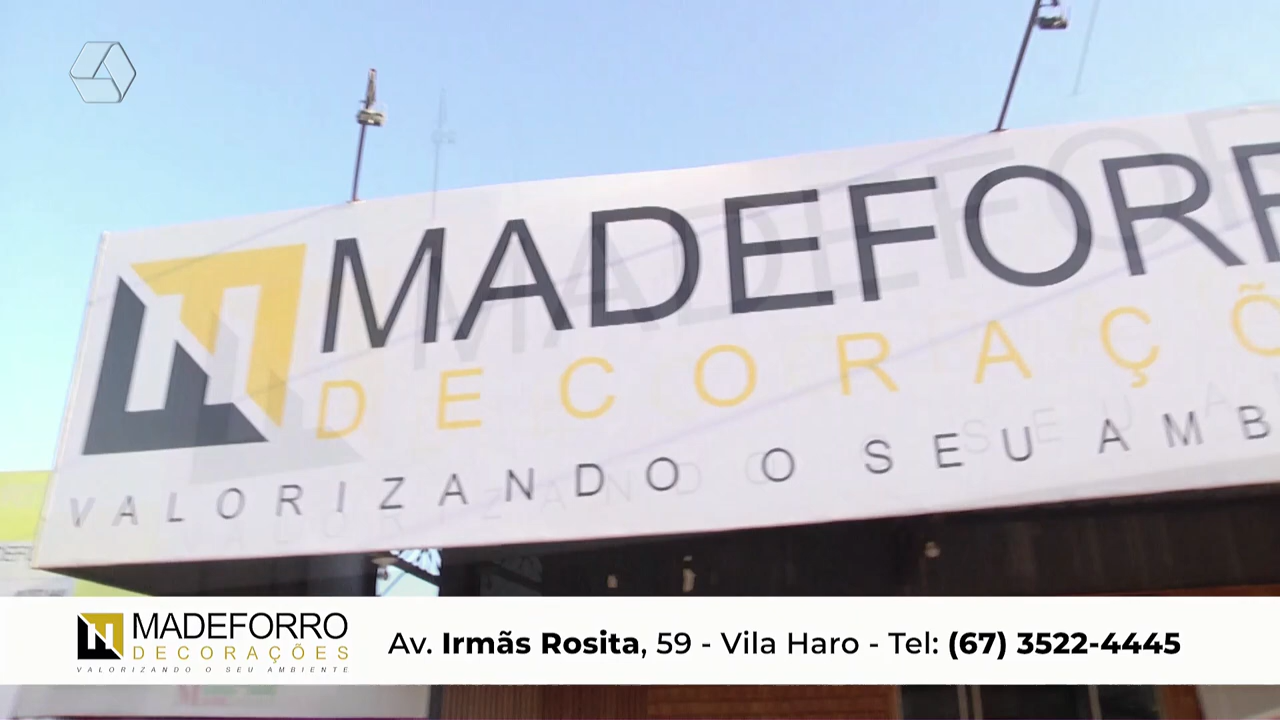 MADEFORR
DECORAÇÕ
VALORIZANDO O SEU AMB
MADEFORRO
DECORAÇÕES
VALORIZANDO O SEU AMBIENTE
Av. Irmãs Rosita, 59 - Vila Haro - Tel: (67) 3522-4445